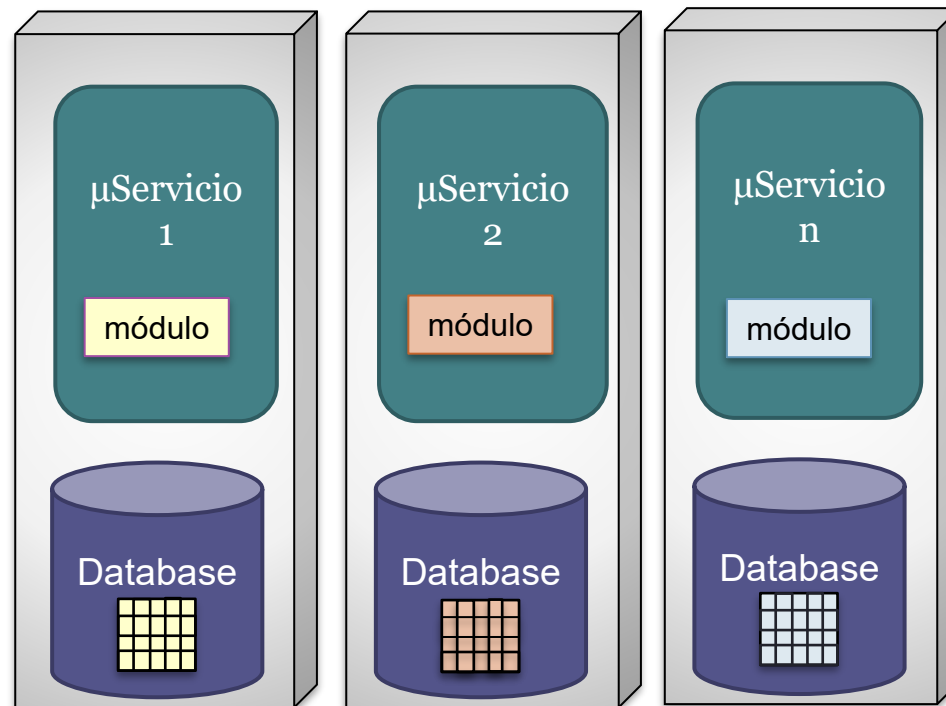 µServicio
1
módulo
Database
µServicio
2
módulo
Database
µServicio
n
módulo
Database